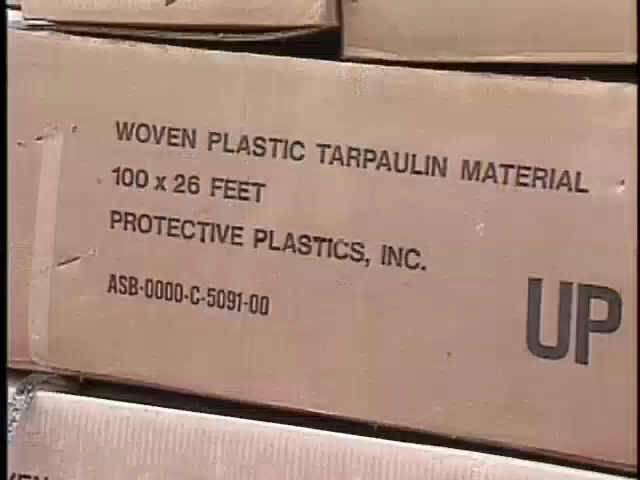 WOVEN PLASTIC TARPAULIN MATERIAL
100 x 26 FEET
PROTECTIVE PLASTICS, INC.
ASB-0000-C-5091-00
UP